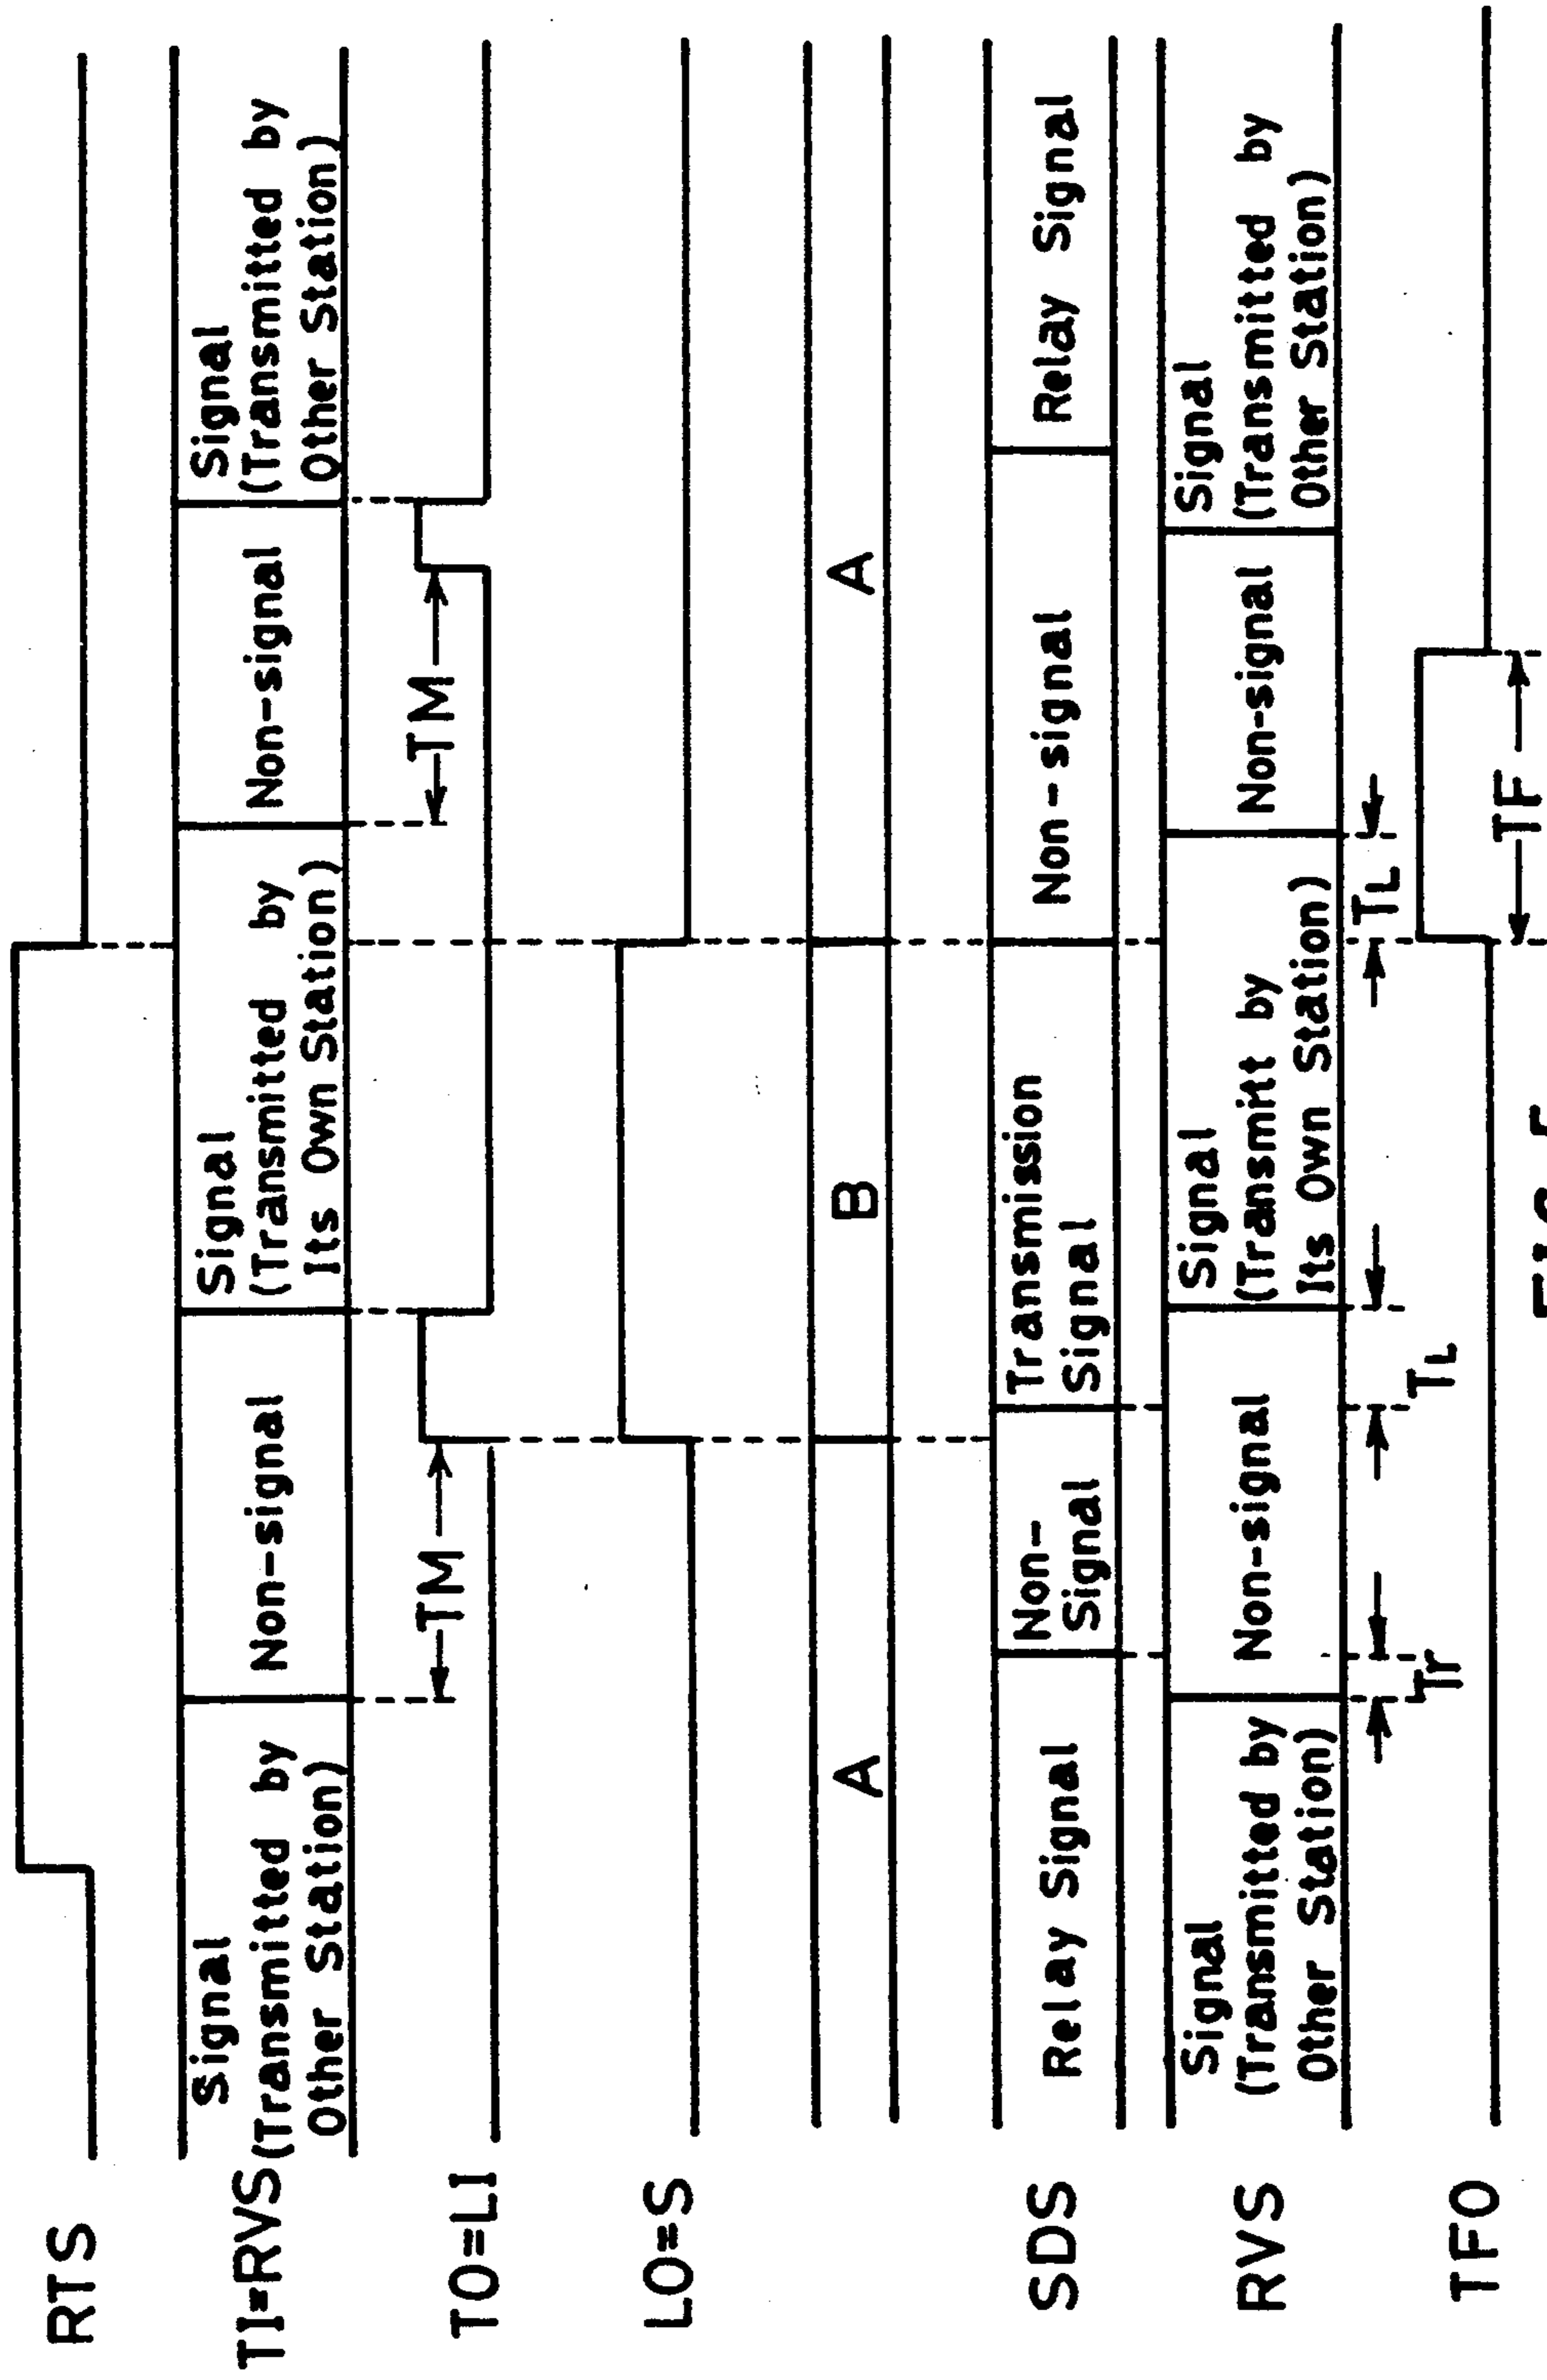 RTS
TI=RVS
Signal
(Transmitted by
Other Station)
Non-signal
Signal
(Transmitted by
Its Own Station)
Non-signal
Signal
(Transmitted by
Other Station)
TO=LI
TM
TM
LO=S
A
B
A
SDS
Relay Signal
Non-
Signal
Transmission
Signal
Non-signal
Relay Signal
RVS
Signal
(Transmitted by
Other Station)
Non-signal
Signal
(Transmitt by
Its Own Station)
Non-signal
Signal
(Transmitted by
Other Station)
Tr
TL
TL
TFO
TF